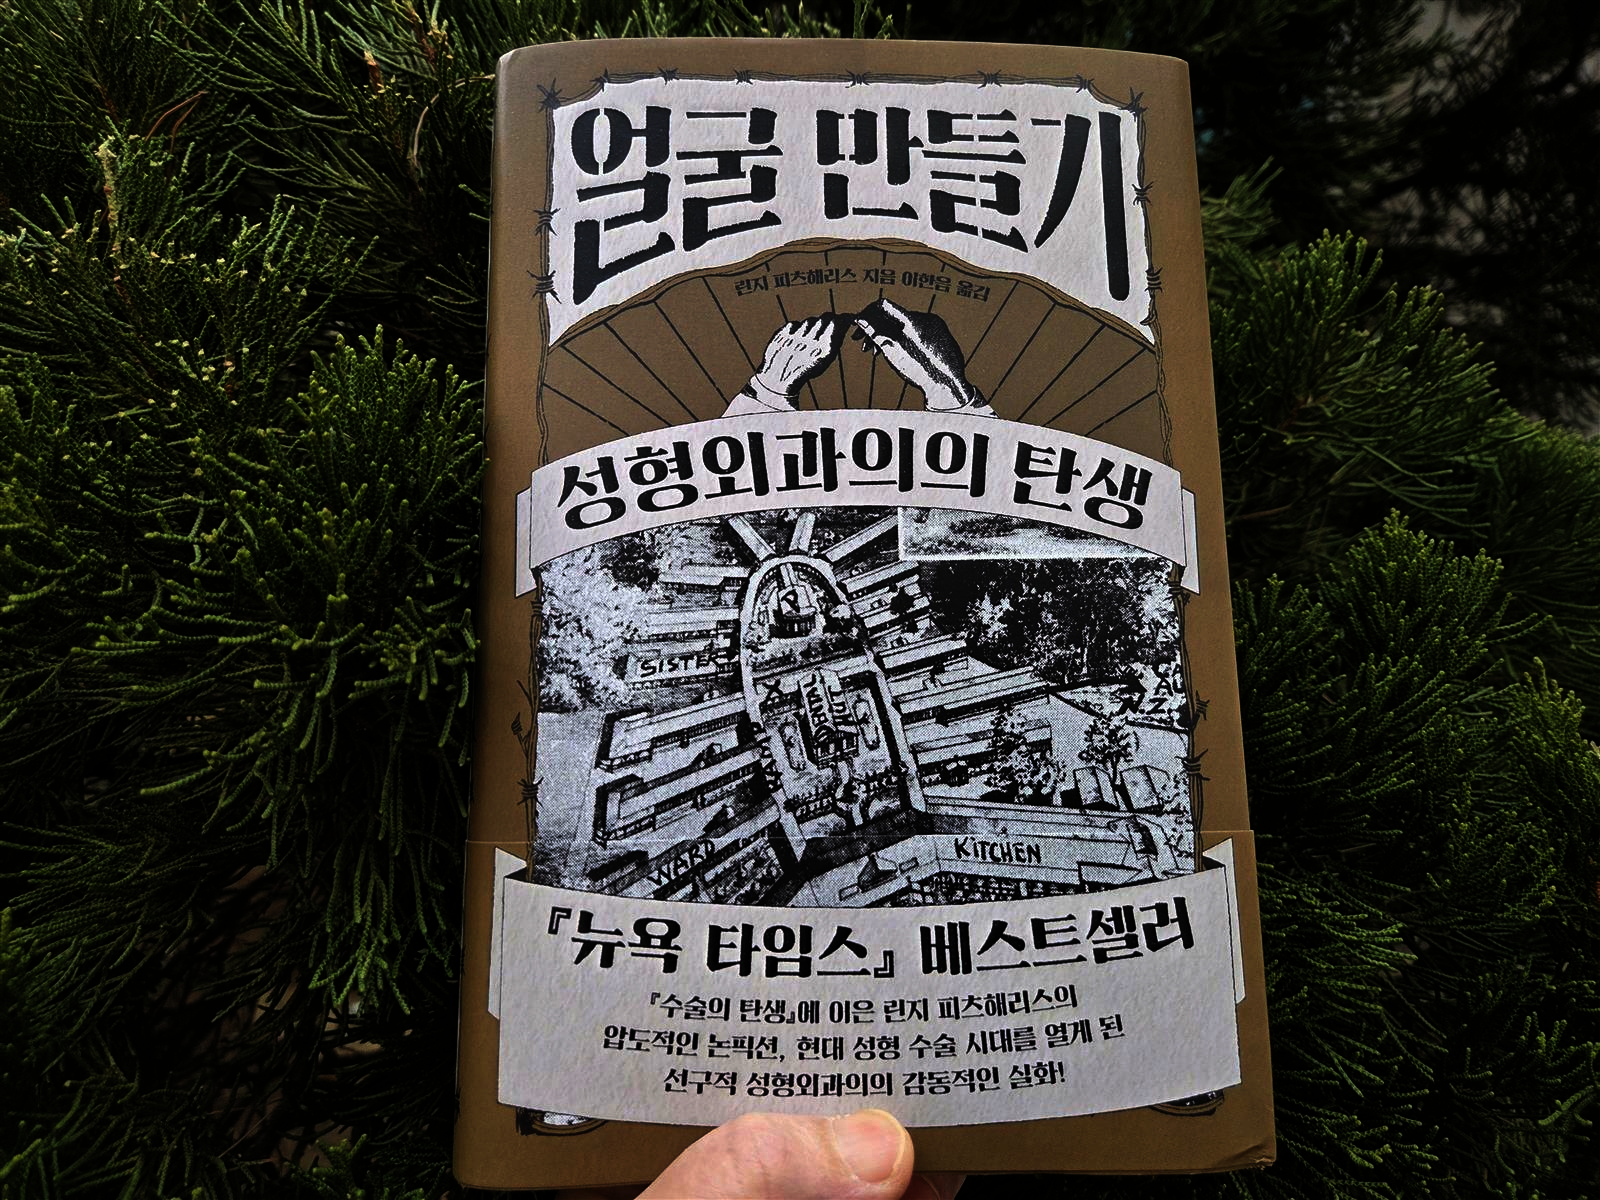 얼굴 만들기
린지 피츠해리스 지음 이한음 옮김
성형외과의의 탄생
SISTER
WARD
KITCHEN
『뉴욕 타임스』 베스트셀러
『수술의 탄생』에 이은 린지 피츠해리스의
압도적인 논픽션, 현대 성형 수술 시대를 열게 된
선구적 성형외과의의 감동적인 실화!